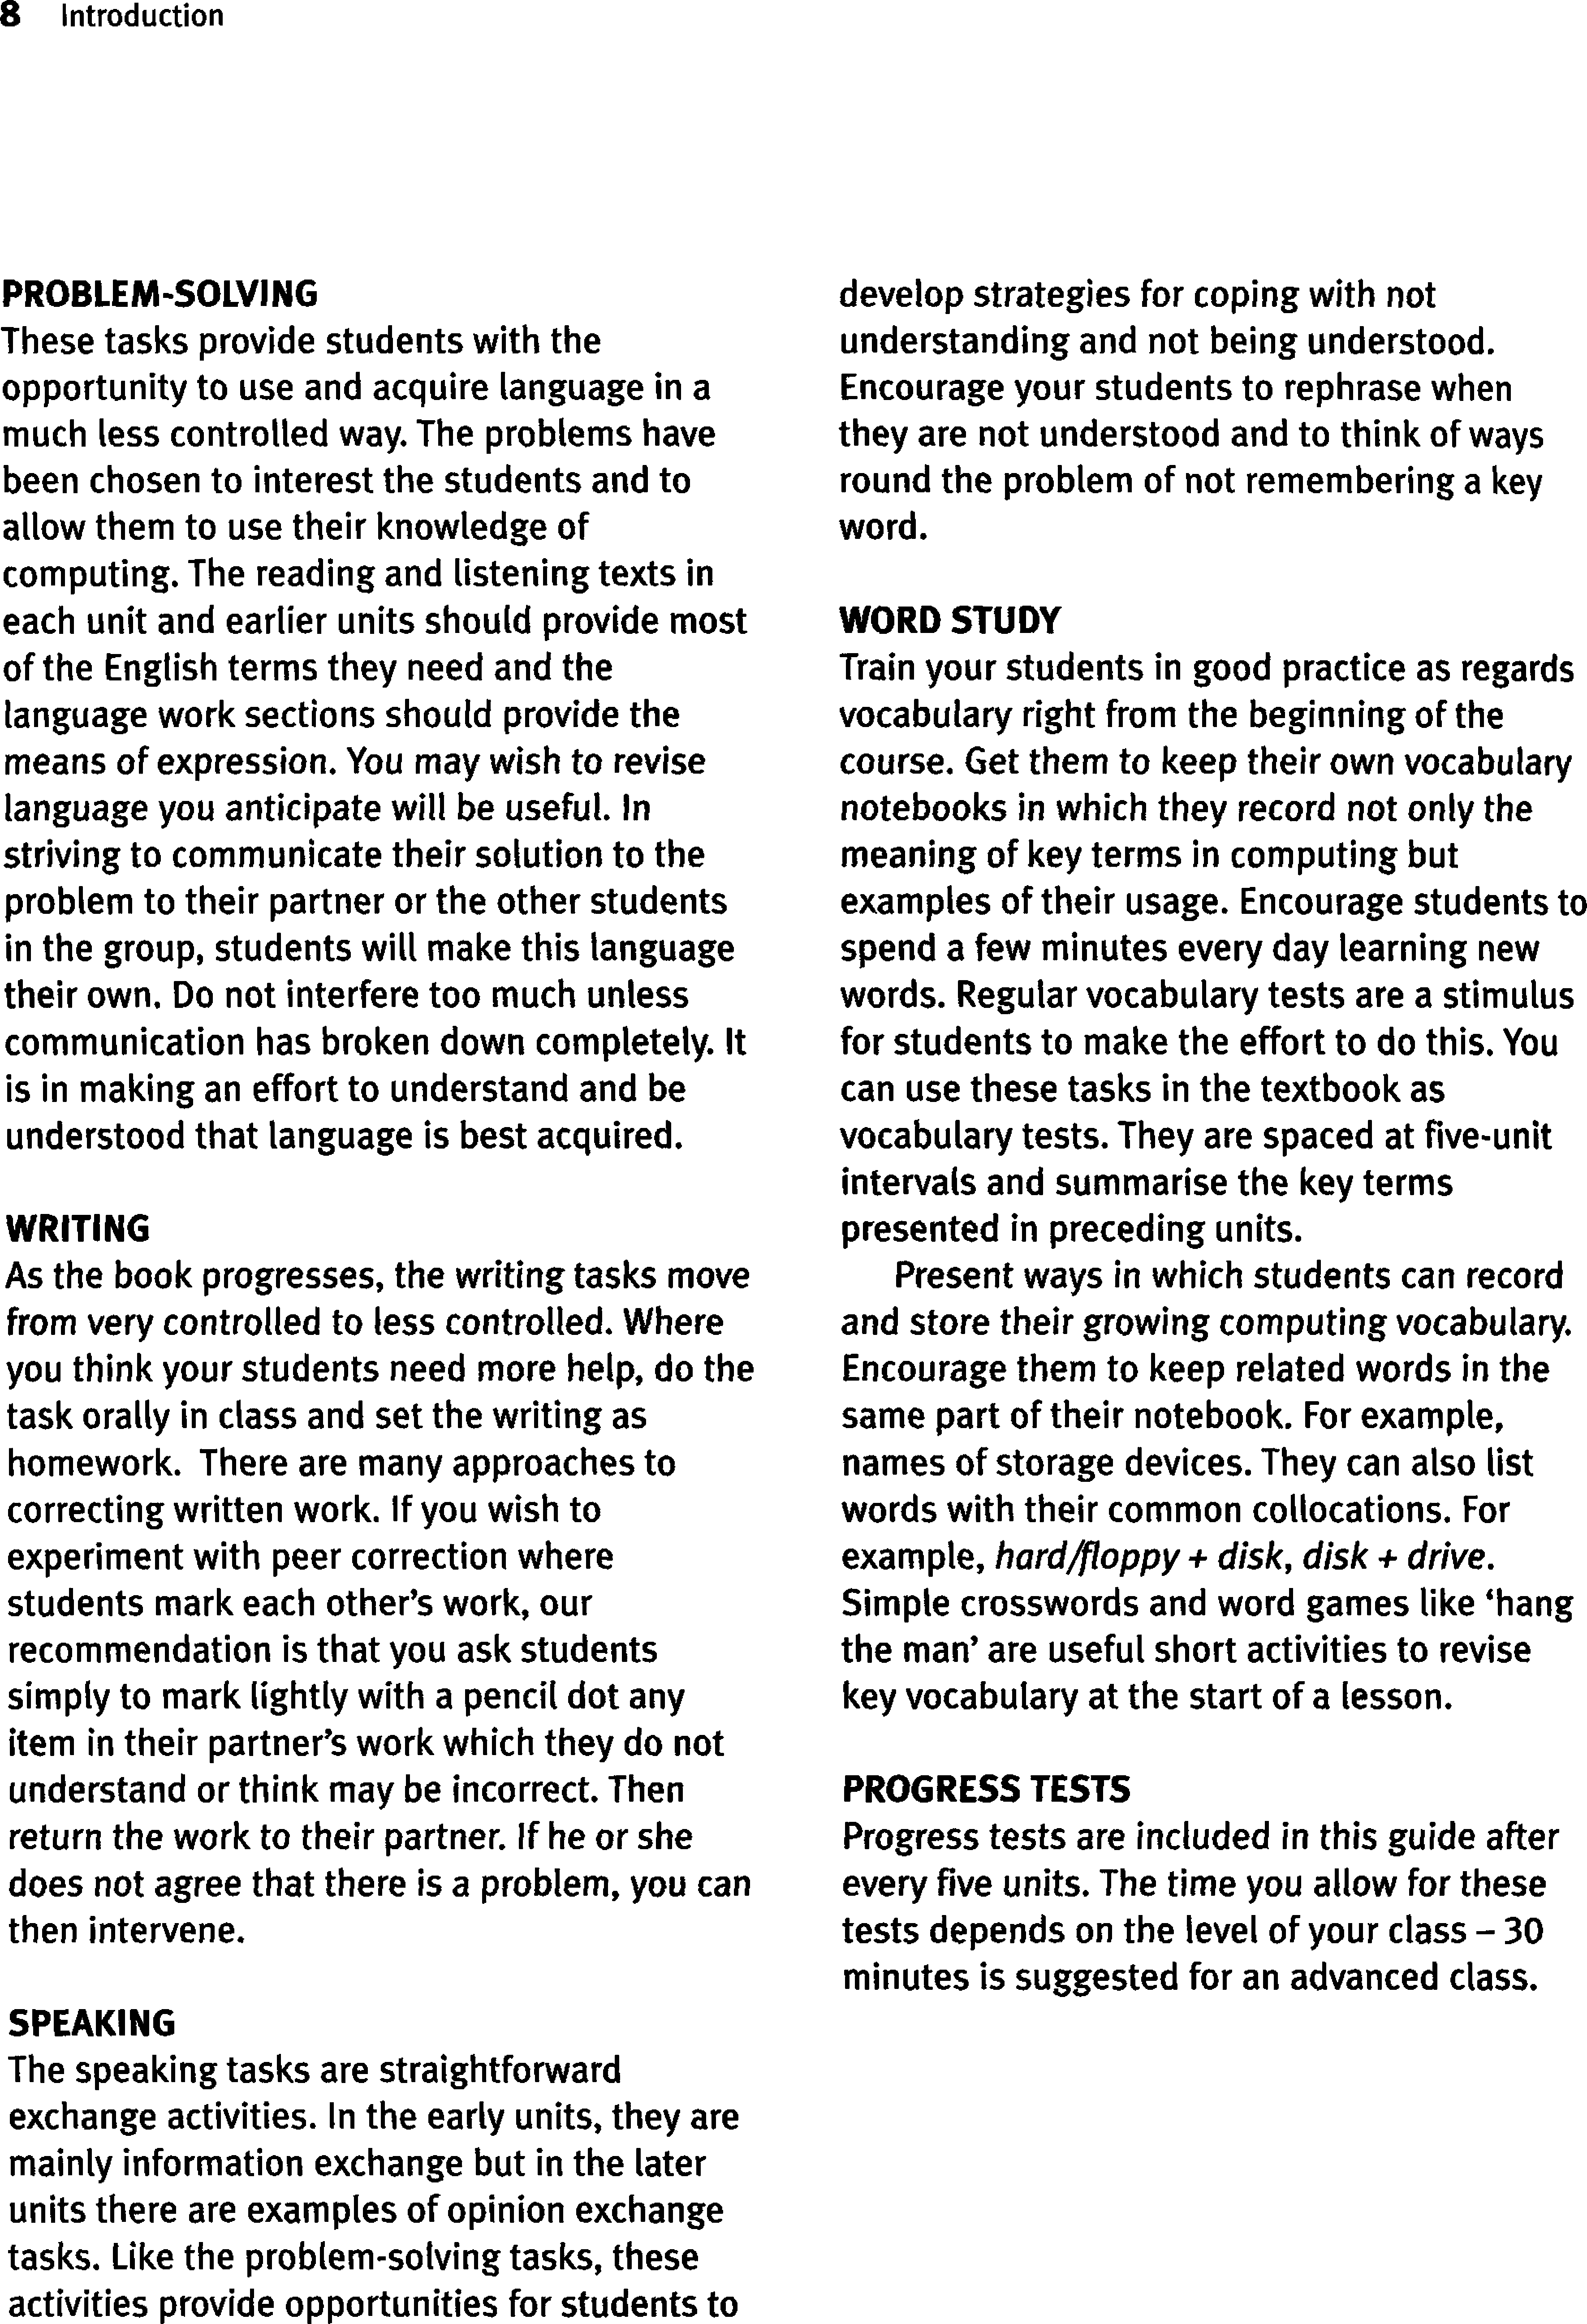 8 Introduction
PROBLEM-SOLVING
These tasks provide students with the
opportunity to use and acquire language in a
much less controlled way. The problems have
been chosen to interest the students and to
allow them to use their knowledge of
computing. The reading and listening texts in
each unit and earlier units should provide most
of the English terms they need and the
language work sections should provide the
means of expression. You may wish to revise
language you anticipate will be useful. In
striving to communicate their solution to the
problem to their partner or the other students
in the group, students will make this language
their own. Do not interfere too much unless
communication has broken down completely. It
is in making an effort to understand and be
understood that language is best acquired.
WRITING
As the book progresses, the writing tasks move
from very controlled to less controlled. Where
you think your students need more help, do the
task orally in class and set the writing as
homework. There are many approaches to
correcting written work. If you wish to
experiment with peer correction where
students mark each other's work, our
recommendation is that you ask students
simply to mark lightly with a pencil dot any
item in their partner's work which they do not
understand or think may be incorrect. Then
return the work to their partner. If he or she
does not agree that there is a problem, you can
then intervene.
SPEAKING
The speaking tasks are straightforward
exchange activities. In the early units, they are
mainly information exchange but in the later
units there are examples of opinion exchange
tasks. Like the problem-solving tasks, these
activities provide opportunities for students to
develop strategies for coping with not
understanding and not being understood.
Encourage your students to rephrase when
they are not understood and to think of ways
round the problem of not remembering a key
word.
WORD STUDY
Train your students in good practice as regards
vocabulary right from the beginning of the
course. Get them to keep their own vocabulary
notebooks in which they record not only the
meaning of key terms in computing but
examples of their usage. Encourage students to
spend a few minutes every day learning new
words. Regular vocabulary tests are a stimulus
for students to make the effort to do this. You
can use these tasks in the textbook as
vocabulary tests. They are spaced at five-unit
intervals and summarise the key terms
presented in preceding units.
Present ways in which students can record
and store their growing computing vocabulary.
Encourage them to keep related words in the
same part of their notebook. For example,
names of storage devices. They can also list
words with their common collocations. For
example, hard/floppy + disk, disk + drive.
Simple crosswords and word games like ‘hang
the man’ are useful short activities to revise
key vocabulary at the start of a lesson.
PROGRESS TESTS
Progress tests are included in this guide after
every five units. The time you allow for these
tests depends on the level of your class – 30
minutes is suggested for an advanced class.